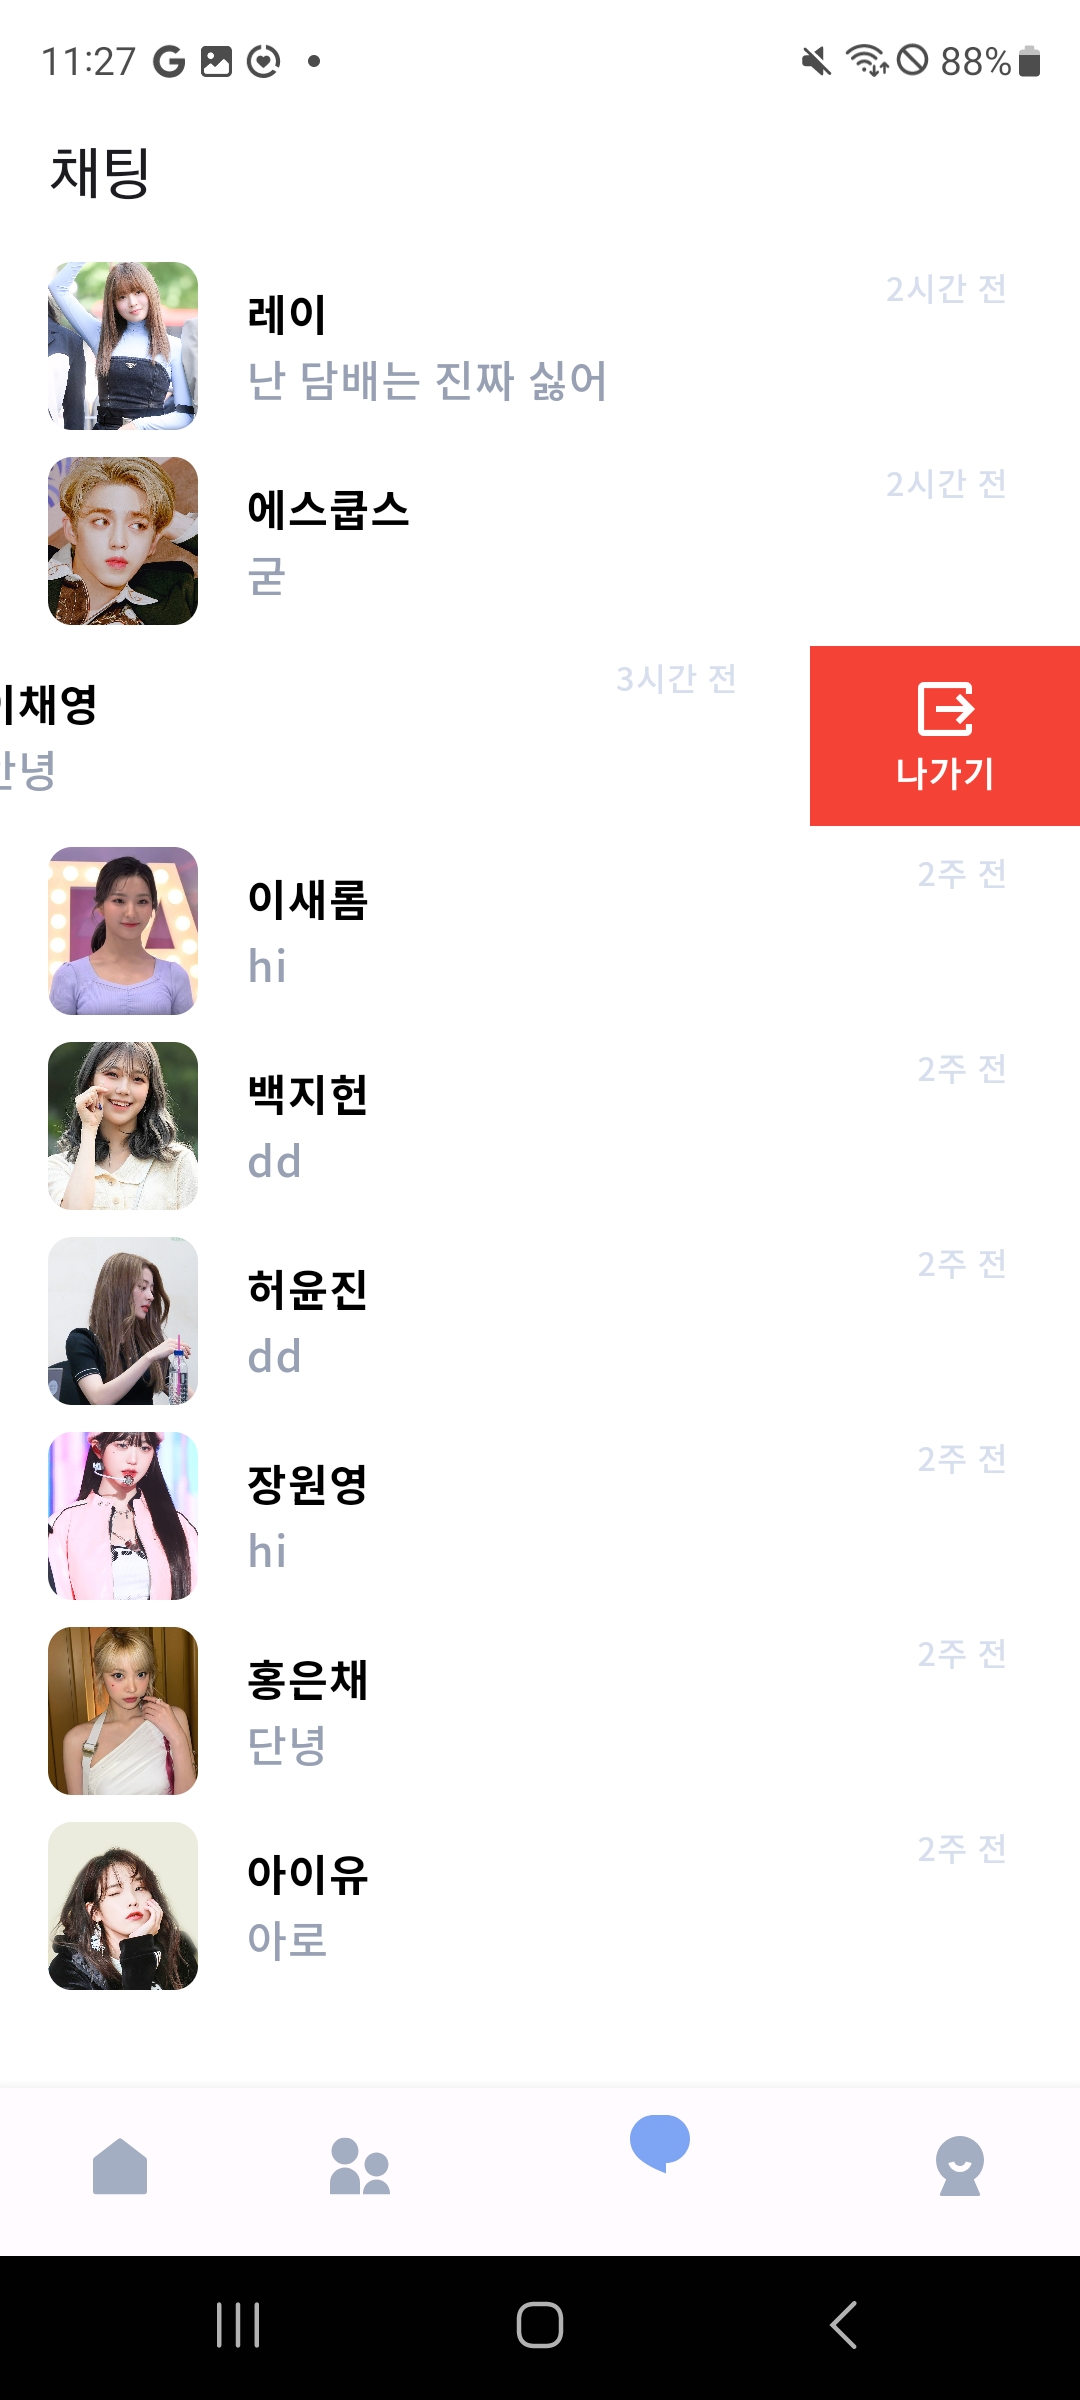 11:27
88%
채팅
레이
2시간 전
난 담배는 진짜 싫어
에스쿱스
2시간 전
굳
이채영
3시간 전
안녕
나가기
이새롬
2주 전
hi
백지헌
2주 전
dd
허윤진
2주 전
dd
장원영
2주 전
hi
홍은채
2주 전
단녕
아이유
2주 전
아로